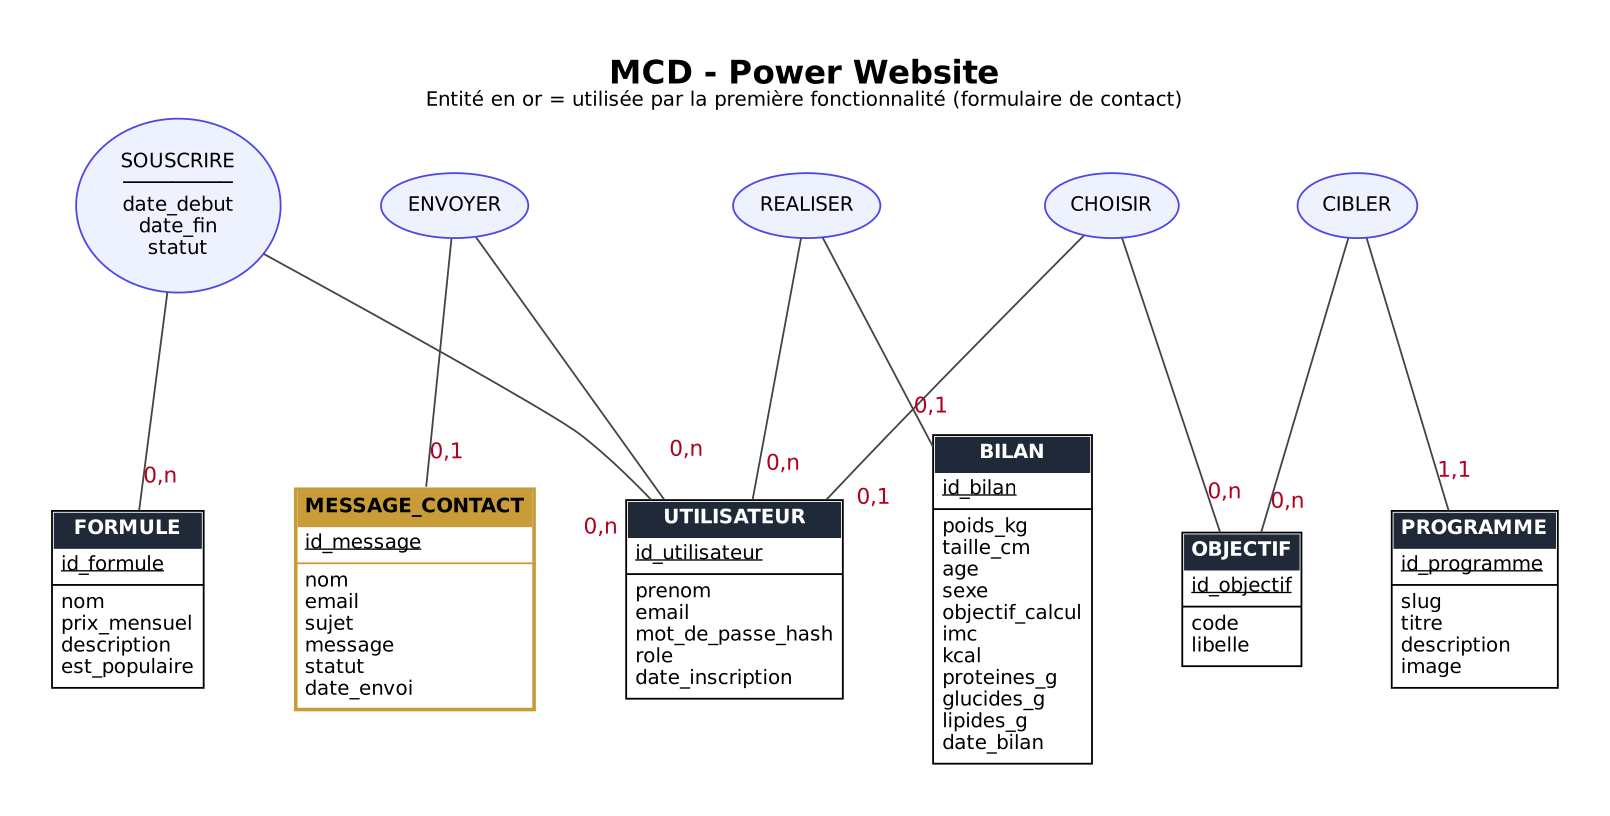 MCD - Power Website
Entité en or = utilisée par la première fonctionnalité (formulaire de contact)
SOUSCRIRE
date_debut
date_fin
statut
ENVOYER
REALISER
CHOISIR
CIBLER
0,n
0,1
0,n
0,n
0,n
0,1
0,1
0,n
0,n
1,1
FORMULE
id_formule
nom
prix_mensuel
description
est_populaire
MESSAGE_CONTACT
id_message
nom
email
sujet
message
statut
date_envoi
UTILISATEUR
id_utilisateur
prenom
email
mot_de_passe_hash
role
date_inscription
BILAN
id_bilan
poids_kg
taille_cm
age
sexe
objectif_calcul
imc
kcal
proteines_g
glucides_g
lipides_g
date_bilan
OBJECTIF
id_objectif
code
libelle
PROGRAMME
id_programme
slug
titre
description
image